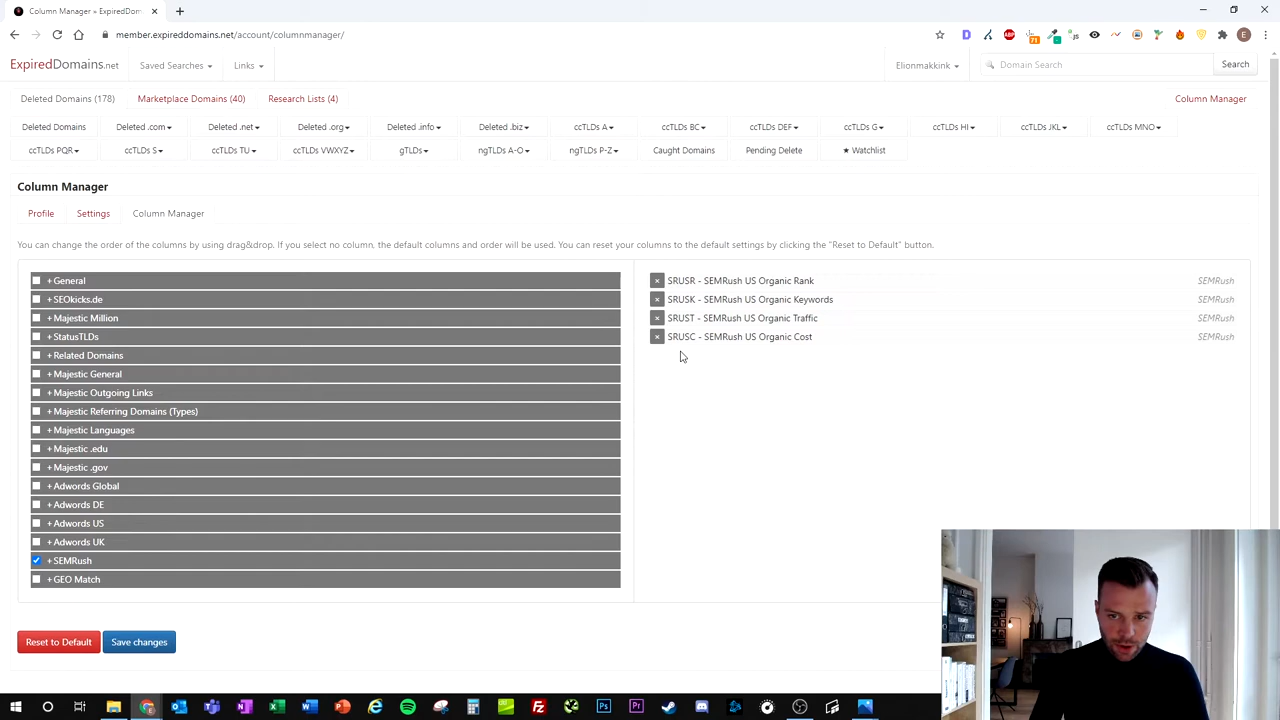 Column Manager « ExpiredDom
member.expireddomains.net/account/columnmanager/
71
E
ExpiredDomains.net
Saved Searches
Links
Elionmakkink
Domain Search
Search
Deleted Domains (178)
Marketplace Domains (40)
Research Lists (4)
Column Manager
Deleted Domains
Deleted .com
Deleted .net
Deleted .org
Deleted .info
Deleted .biz
ccTLDs A
ccTLDs BC
ccTLDs DEF
ccTLDs G
ccTLDs HI
ccTLDs JKL
ccTLDs MNO
ccTLDs PQR
ccTLDs S
ccTLDs TU
ccTLDs VWXYZ
gTLDs
ngTLDs A-O
ngTLDs P-Z
Caught Domains
Pending Delete
★ Watchlist
Column Manager
Profile
Settings
Column Manager
You can change the order of the columns by using drag&drop. If you select no column, the default columns and order will be used. You can reset your columns to the default settings by clicking the "Reset to Default" button.
+ General
+ SEOkicks.de
+ Majestic Million
+ StatusTLDs
+ Related Domains
+ Majestic General
+ Majestic Outgoing Links
+ Majestic Referring Domains (Types)
+ Majestic Languages
+ Majestic .edu
+ Majestic .gov
+ Adwords Global
+ Adwords DE
+ Adwords US
+ Adwords UK
+ SEMRush
+ GEO Match
SRUSR - SEMRush US Organic Rank SEMRush
SRUSK - SEMRush US Organic Keywords SEMRush
SRUST - SEMRush US Organic Traffic SEMRush
SRUSC - SEMRush US Organic Cost SEMRush
Reset to Default
Save changes